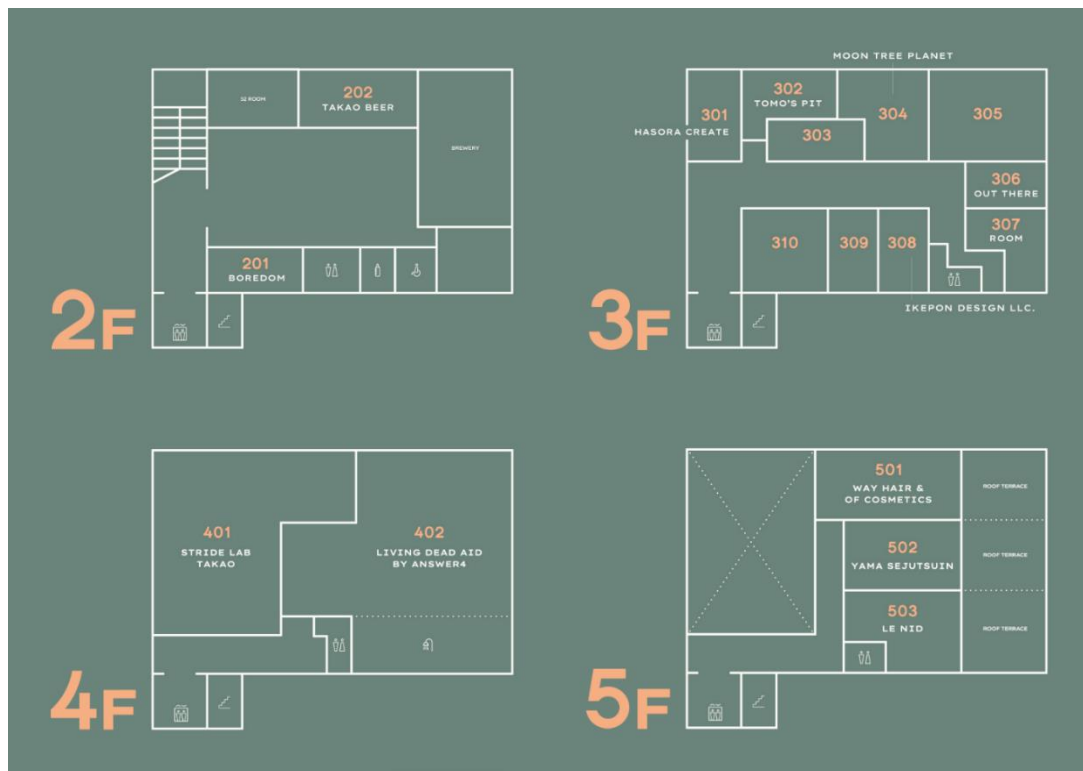 2F
32 ROOM
202
TAKAO BEER
BREWERY
201
BOREDOM
3F
MOON TREE PLANET
301
HASORA CREATE
302
TOMO'S PIT
303
304
305
306
OUT THERE
307
ROOM
310
309
308
IKEPON DESIGN LLC.
4F
401
STRIDE LAB
TAKAO
402
LIVING DEAD AID
BY ANSWER4
5F
501
WAY HAIR &
OF COSMETICS
ROOF TERRACE
502
YAMA SEJUTSUIN
ROOF TERRACE
503
LE NID
ROOF TERRACE